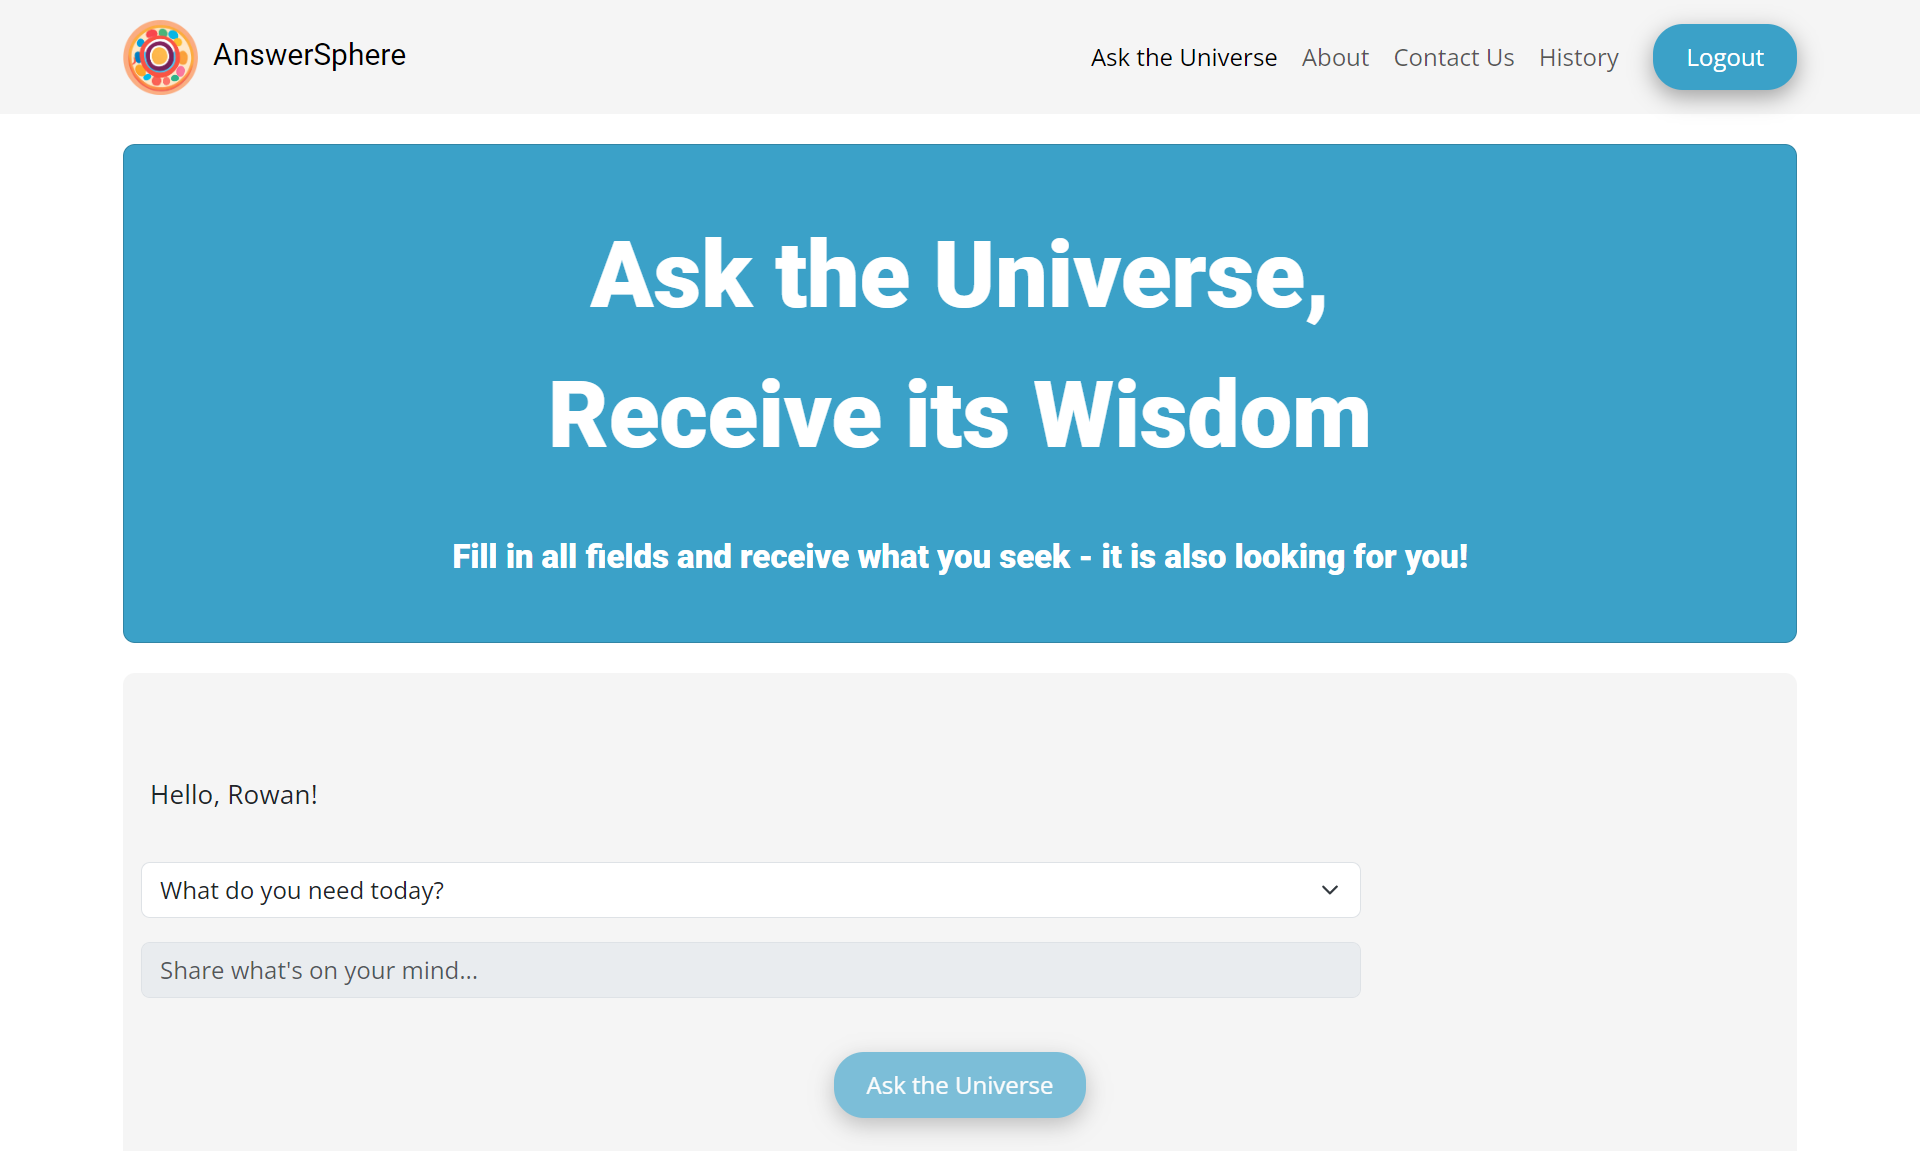 AnswerSphere
Ask the Universe
About
Contact Us
History
Logout
Ask the Universe,
Receive its Wisdom
Fill in all fields and receive what you seek - it is also looking for you!
Hello, Rowan!
What do you need today?
Share what's on your mind...
Ask the Universe